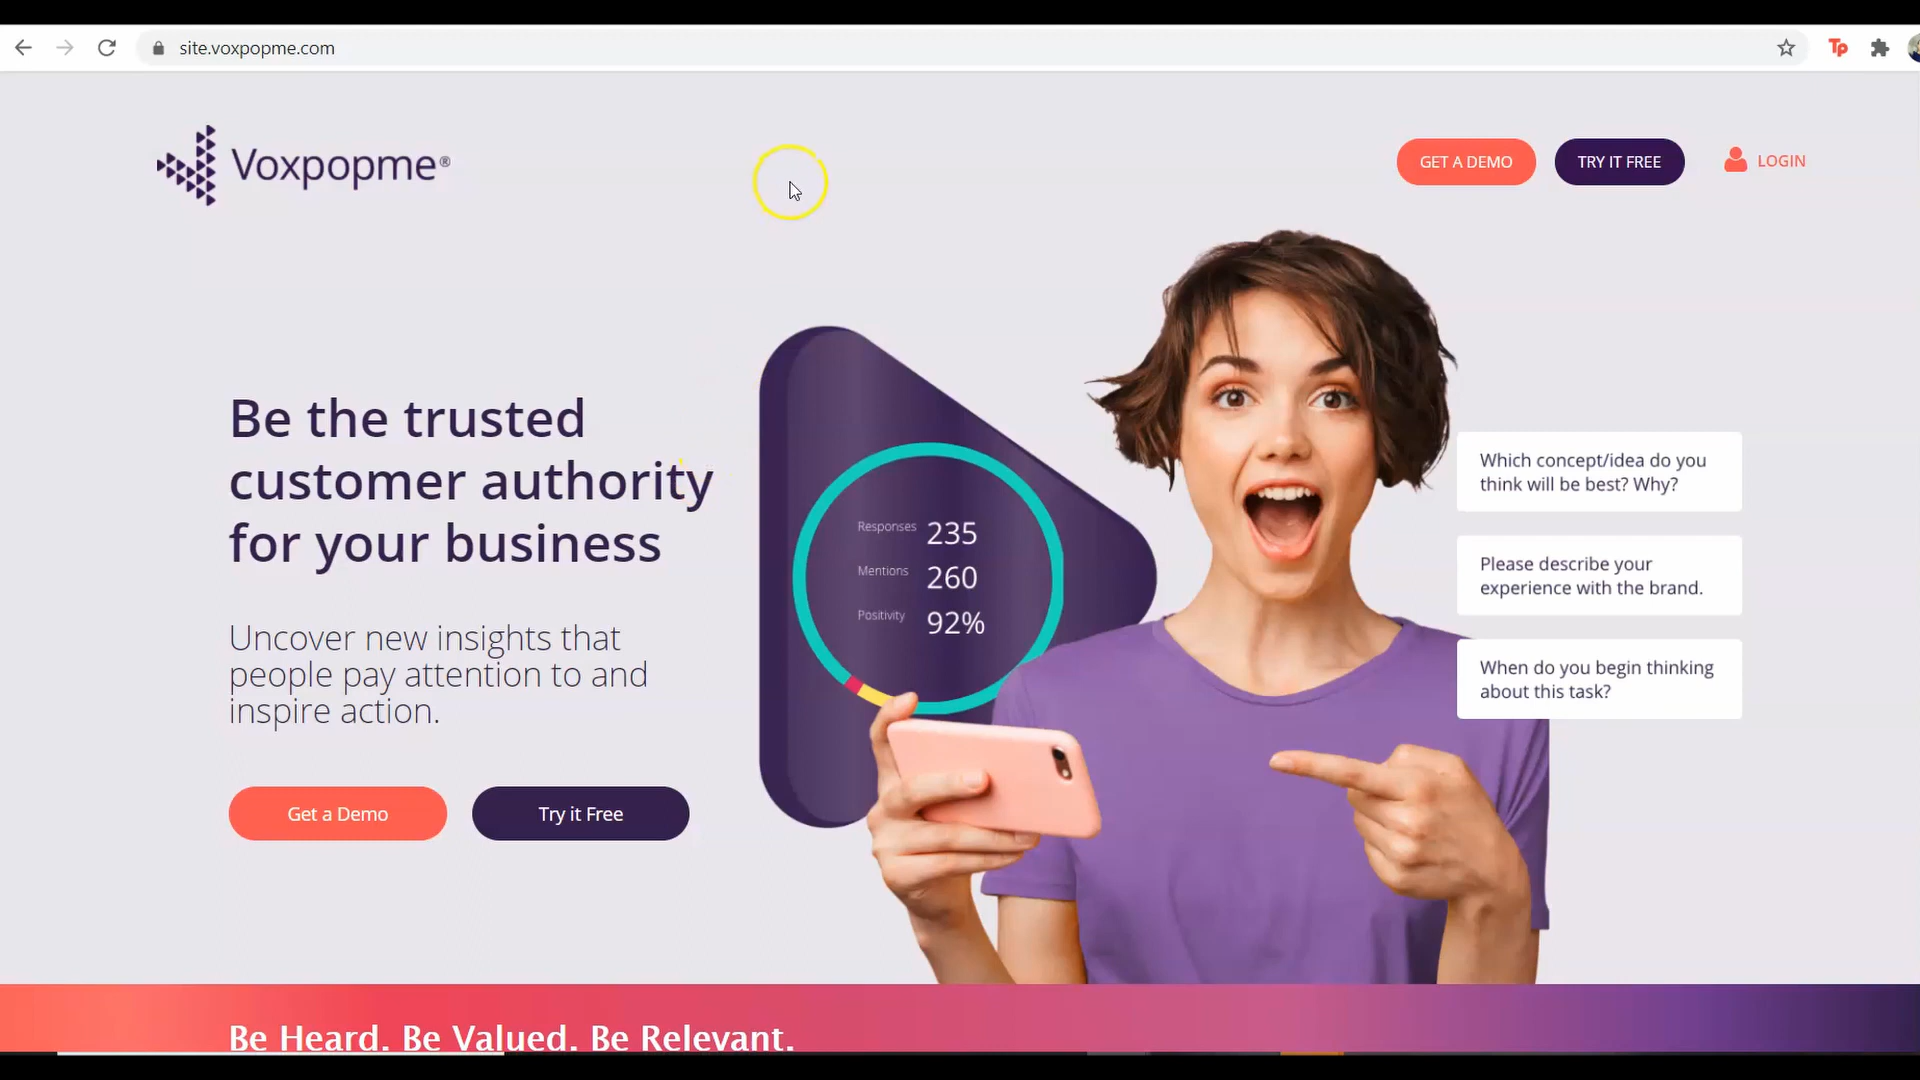 site.voxpopme.com
Tp
Voxpopme®
GET A DEMO
TRY IT FREE
LOGIN
Be the trusted
customer authority
for your business
Uncover new insights that
people pay attention to and
inspire action.
Get a Demo
Try it Free
Responses 235
Mentions 260
Positivity 92%
Which concept/idea do you
think will be best? Why?
Please describe your
experience with the brand.
When do you begin thinking
about this task?
Be Heard. Be Valued. Be Relevant.